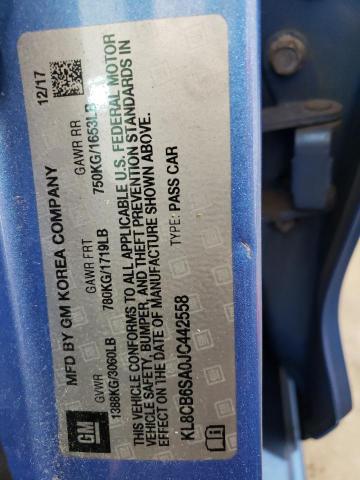 GM
MFD BY GM KOREA COMPANY
12/17
GVWR
GAWR FRT
GAWR RR
1388KG/3060LB
780KG/1719LB
750KG/1653LB
THIS VEHICLE CONFORMS TO ALL APPLICABLE U.S. FEDERAL MOTOR
VEHICLE SAFETY, BUMPER, AND THEFT PREVENTION STANDARDS IN
EFFECT ON THE DATE OF MANUFACTURE SHOWN ABOVE.
TYPE: PASS CAR
KL8CB6SA0JC442558